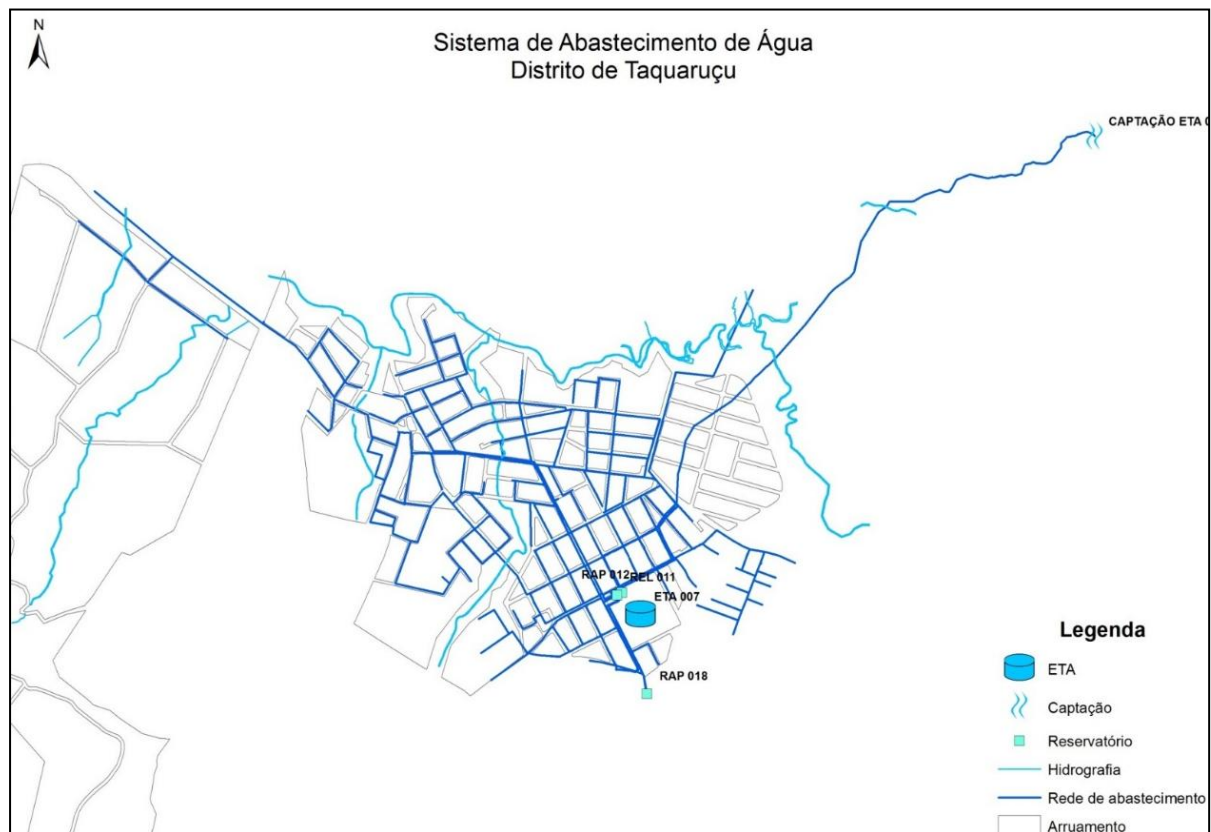 N
Sistema de Abastecimento de Água
Distrito de Taquaruçu
CAPTAÇÃO ETA
RAP 012
REL 011
ETA 007
RAP 018
Legenda
ETA
Captação
Reservatório
Hidrografia
Rede de abastecimento
Arruamento